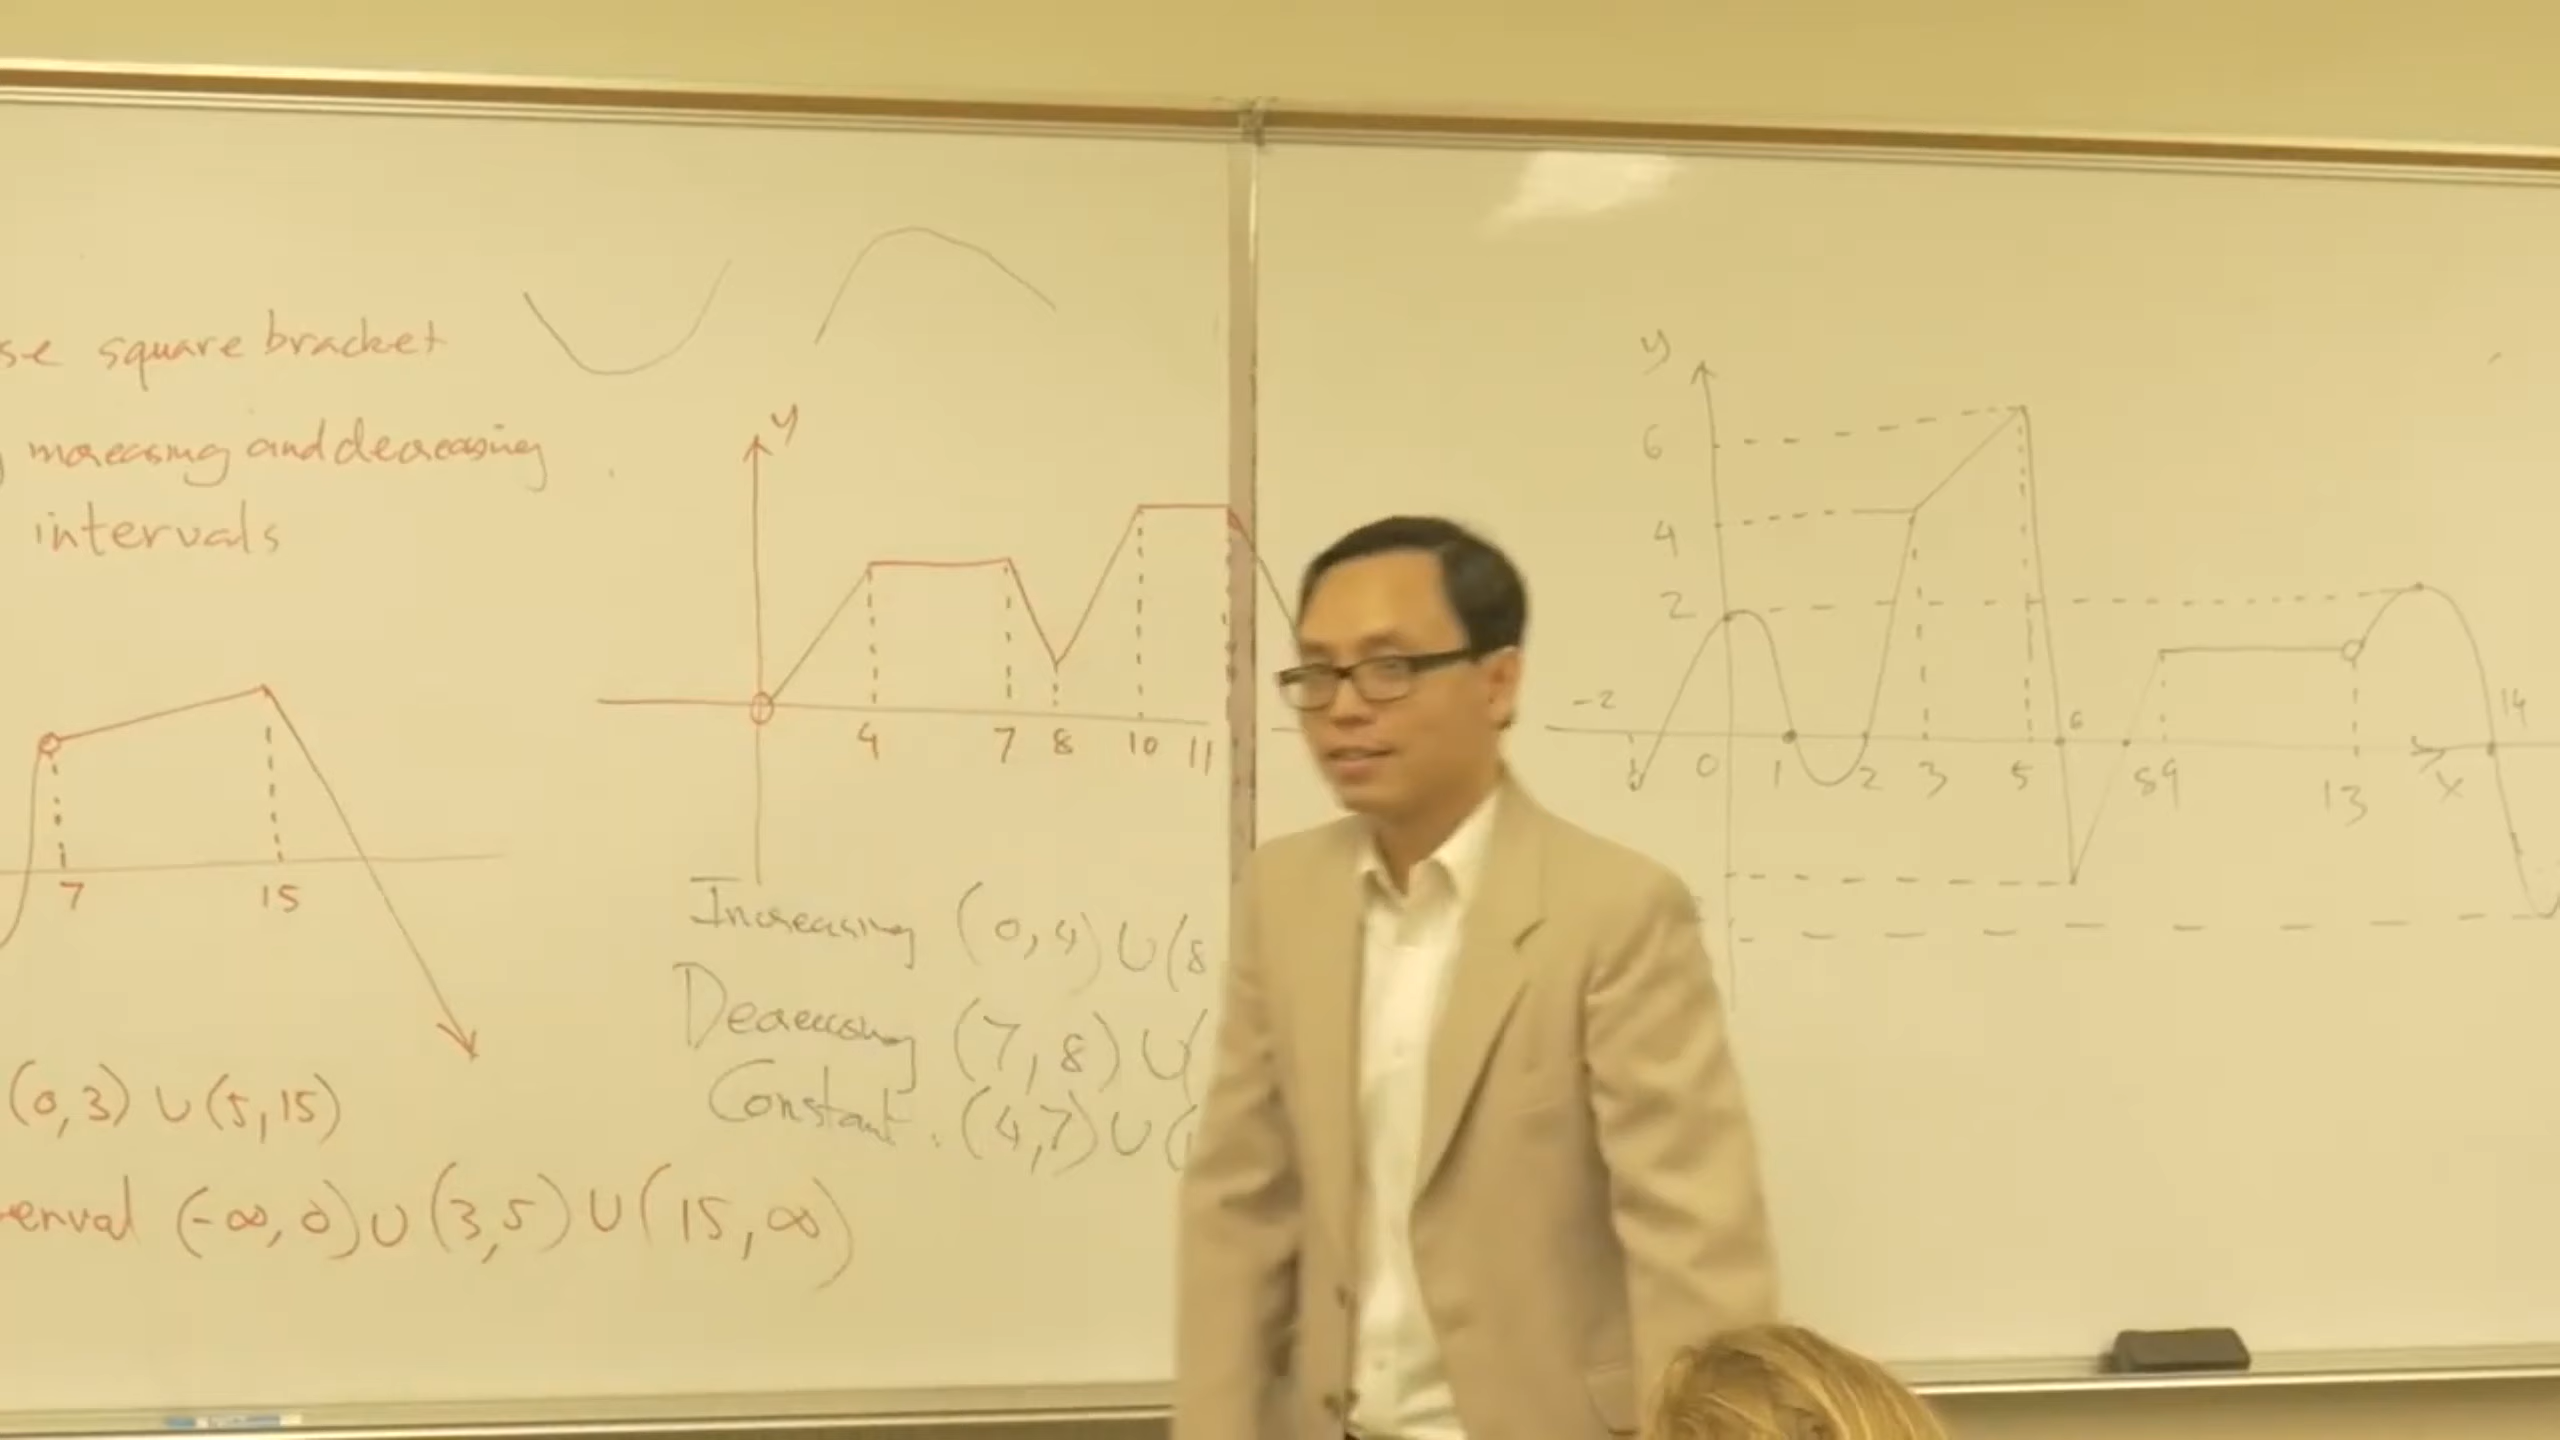 se square bracket
increasing and decreasing
intervals
7 15
(0,3) ∪ (5,15)
(-∞, 0) ∪ (3,5) ∪ (15, ∞)
y
4 7 8 10 11
Increasing (0,4) ∪ (8
Decreasing (7,8) ∪(
Constant. (4,7) ∪ (
y
6
4
2
-2 6 14
0 1 2 3 5 8 9 13 x